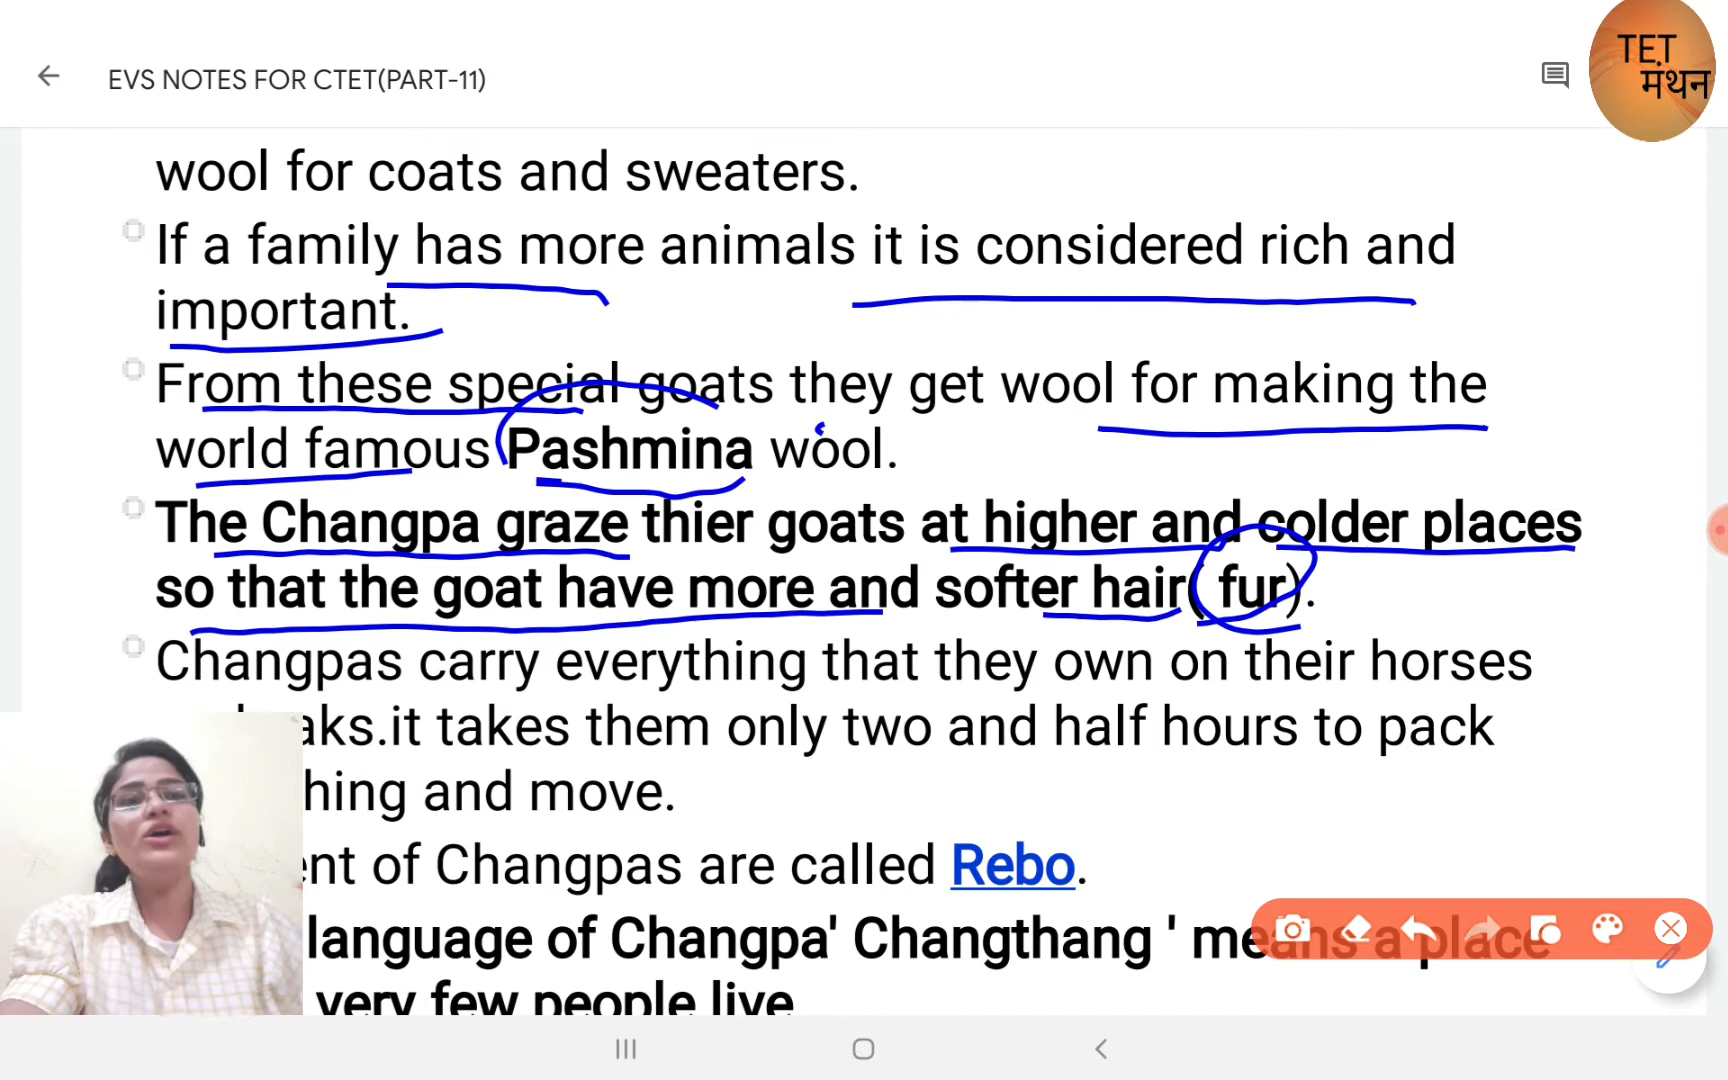 EVS NOTES FOR CTET(PART-11)
TET
मंथन
wool for coats and sweaters.
If a family has more animals it is considered rich and
important.
From these special goats they get wool for making the
world famous Pashmina wool.
The Changpa graze thier goats at higher and colder places
so that the goat have more and softer hair( fur).
Changpas carry everything that they own on their horses
aks.it takes them only two and half hours to pack
hing and move.
ent of Changpas are called Rebo.
language of Changpa' Changthang ' means a place
very few people live